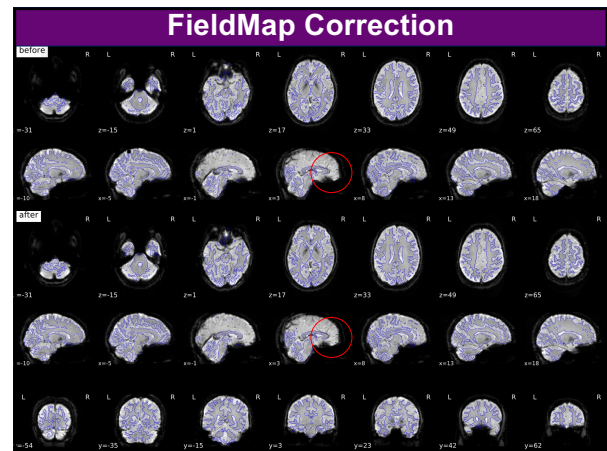 FieldMap Correction
before
L R L R L R L R L R L R
=-31 z=-15 z=1 z=17 z=33 z=49 z=65
=-10 x=-5 x=-1 x=3 x=8 x=13 x=18
after
L R L R L R L R L R L R
=-31 z=-15 z=1 z=17 z=33 z=49 z=65
=-10 x=-5 x=-1 x=3 x=8 x=13 x=18
L R L R L R L R L R L R L R
=-54 y=-35 y=-15 y=3 y=23 y=42 y=62